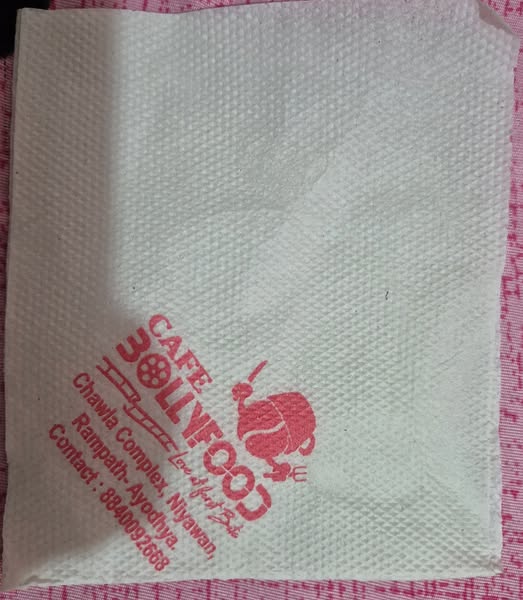 CAFE
BOLLYFOOD
Love at first Bite
Chawla Complex, Niyawan,
Rampath-Ayodhya.
Contact : 8840092668